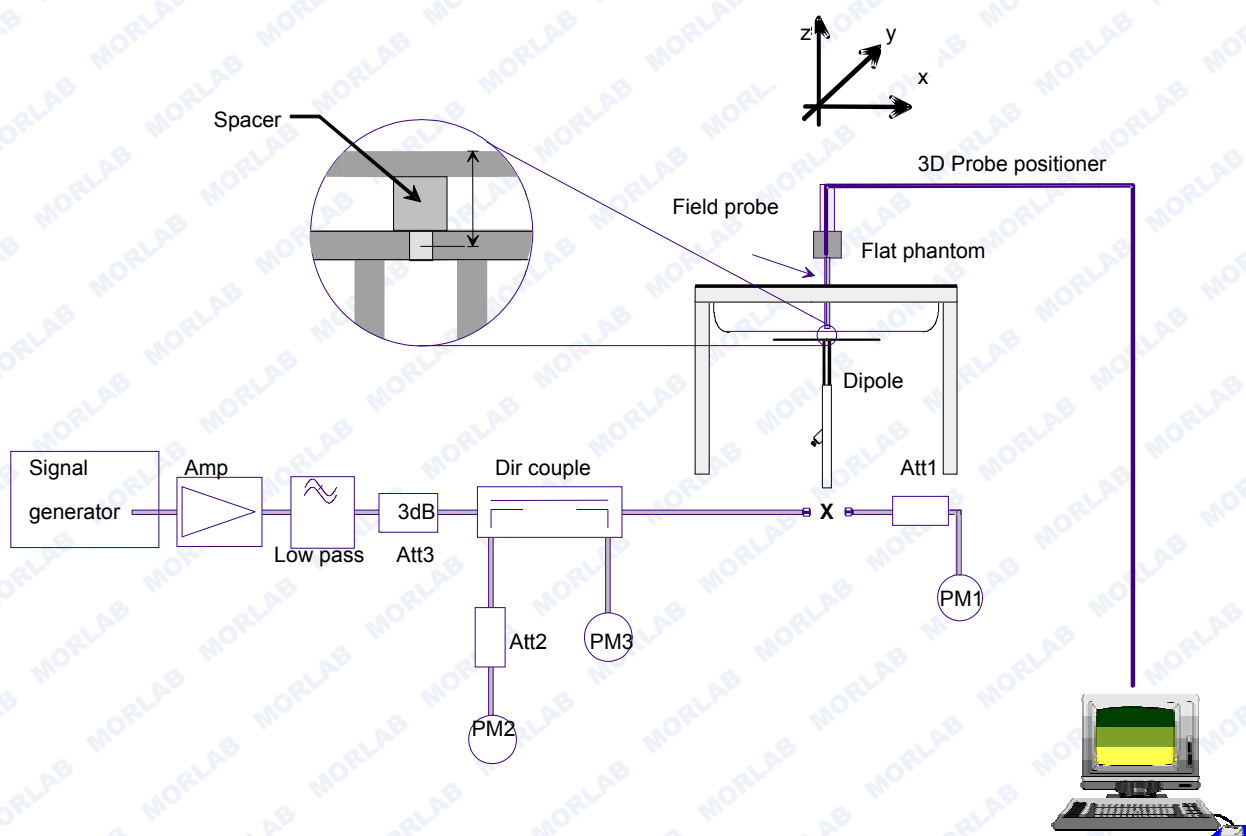 z
y
x
Spacer
3D Probe positioner
Field probe
Flat phantom
Dipole
Signal
generator
Amp
Low pass
3dB
Att3
Dir couple
Att2
PM2
PM3
X
Att1
PM1
MORLAB